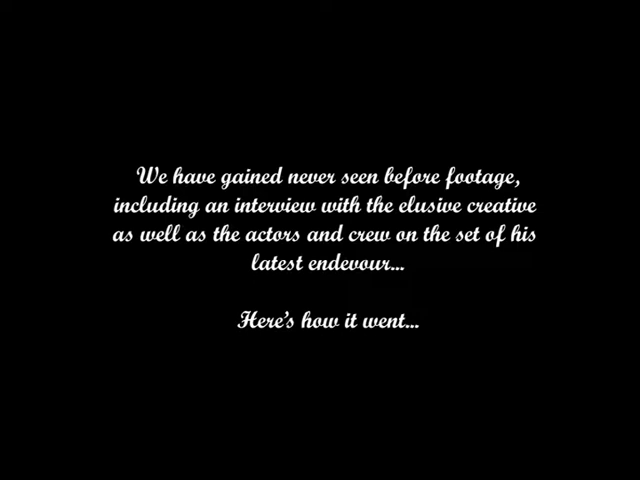 We have gained never seen before footage,
including an interview with the elusive creative
as well as the actors and crew on the set of his
latest endevour...
Here's how it went...